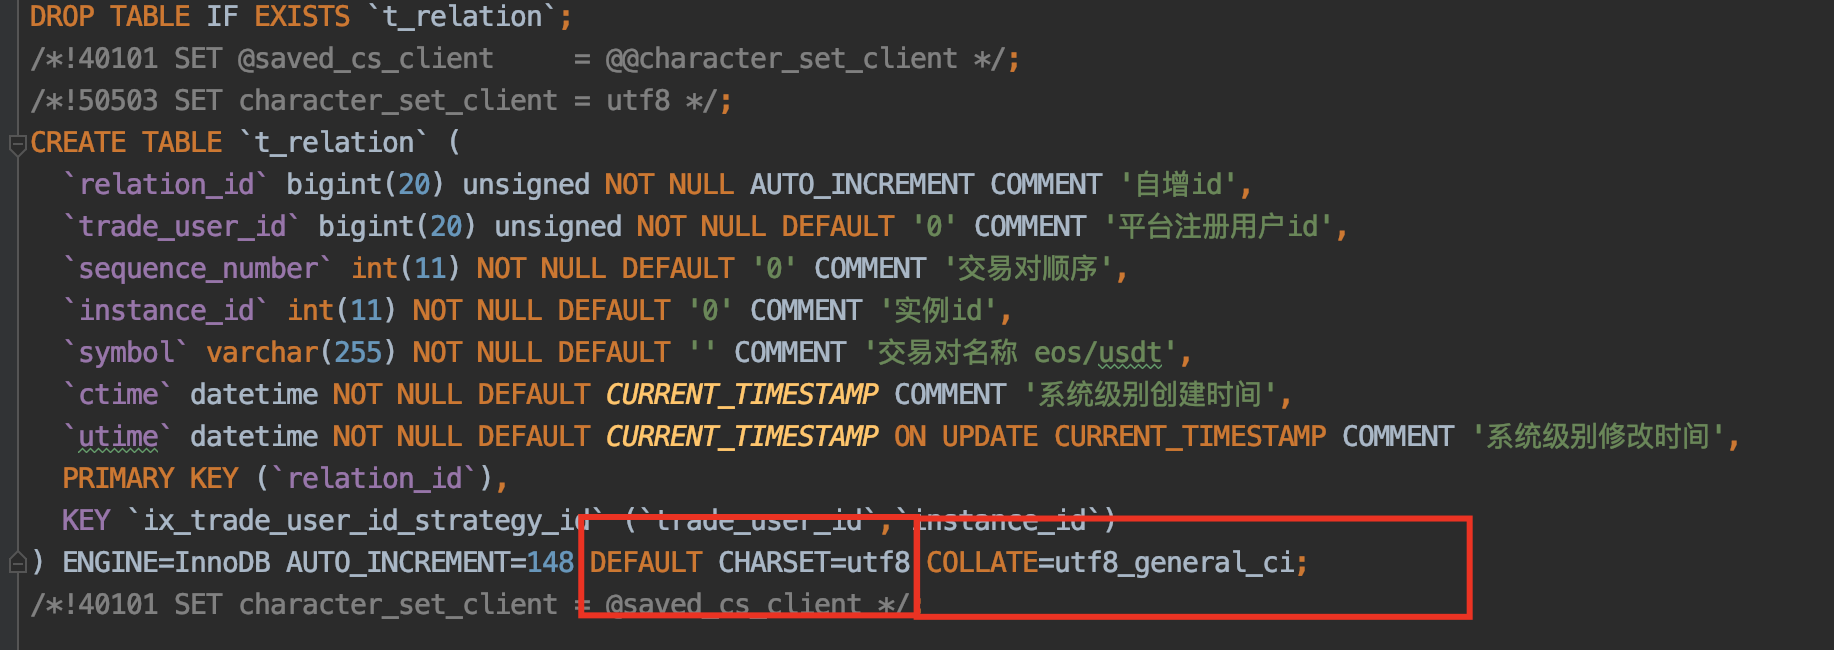 DROP TABLE IF EXISTS `t_relation`;
/*!40101 SET @saved_cs_client     = @@character_set_client */;
/*!50503 SET character_set_client = utf8 */;
CREATE TABLE `t_relation` (
  `relation_id` bigint(20) unsigned NOT NULL AUTO_INCREMENT COMMENT '自增id',
  `trade_user_id` bigint(20) unsigned NOT NULL DEFAULT '0' COMMENT '平台注册用户id',
  `sequence_number` int(11) NOT NULL DEFAULT '0' COMMENT '交易对顺序',
  `instance_id` int(11) NOT NULL DEFAULT '0' COMMENT '实例id',
  `symbol` varchar(255) NOT NULL DEFAULT '' COMMENT '交易对名称 eos/usdt',
  `ctime` datetime NOT NULL DEFAULT CURRENT_TIMESTAMP COMMENT '系统级别创建时间',
  `utime` datetime NOT NULL DEFAULT CURRENT_TIMESTAMP ON UPDATE CURRENT_TIMESTAMP COMMENT '系统级别修改时间',
  PRIMARY KEY (`relation_id`),
  KEY `ix_trade_user_id_strategy_id` (`trade_user_id`,`instance_id`)
) ENGINE=InnoDB AUTO_INCREMENT=148 DEFAULT CHARSET=utf8 COLLATE=utf8_general_ci;
/*!40101 SET character_set_client = @saved_cs_client */;